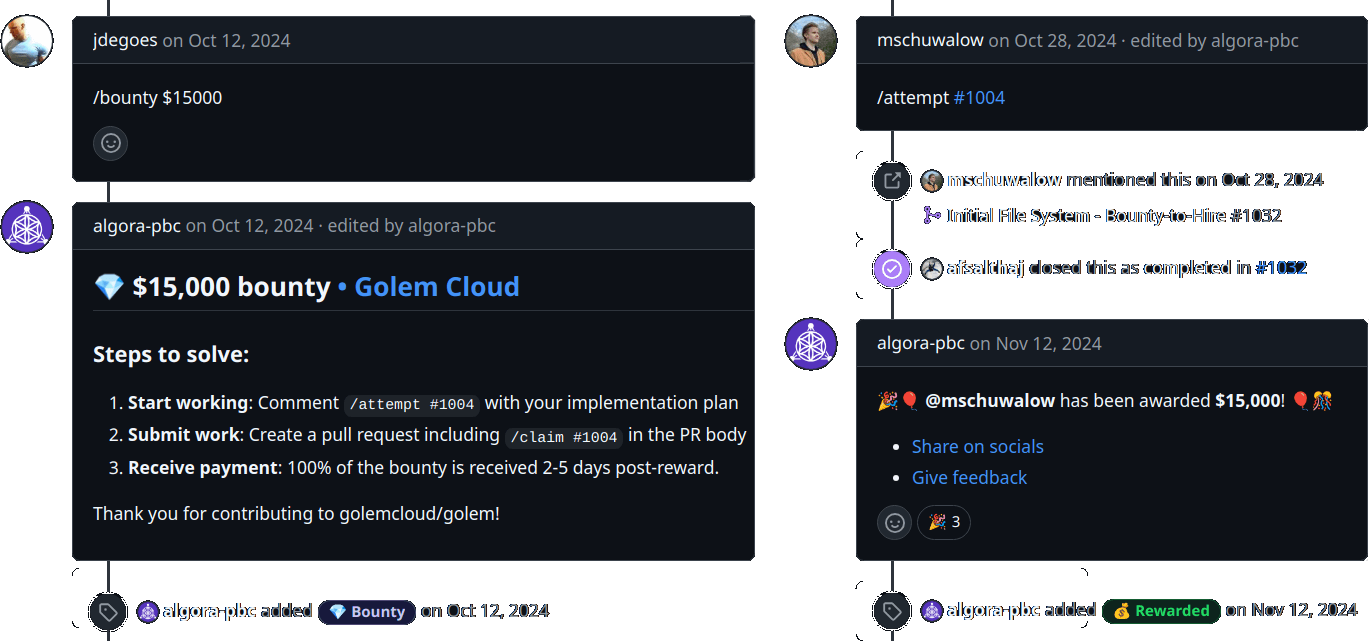 jdegoes on Oct 12, 2024
/bounty $15000
algora-pbc on Oct 12, 2024 · edited by algora-pbc
💎 $15,000 bounty • Golem Cloud
Steps to solve:
1. Start working: Comment /attempt #1004 with your implementation plan
2. Submit work: Create a pull request including /claim #1004 in the PR body
3. Receive payment: 100% of the bounty is received 2-5 days post-reward.
Thank you for contributing to golemcloud/golem!
algora-pbc added 💎 Bounty on Oct 12, 2024
mschuwalow on Oct 28, 2024 · edited by algora-pbc
/attempt #1004
mschuwalow mentioned this on Oct 28, 2024
Initial File System - Bounty-to-Hire #1032
afsalthaj closed this as completed in #1032
algora-pbc on Nov 12, 2024
🎉🎈 @mschuwalow has been awarded $15,000! 🎈🎊
• Share on socials
• Give feedback
🎉 3
algora-pbc added 💰 Rewarded on Nov 12, 2024